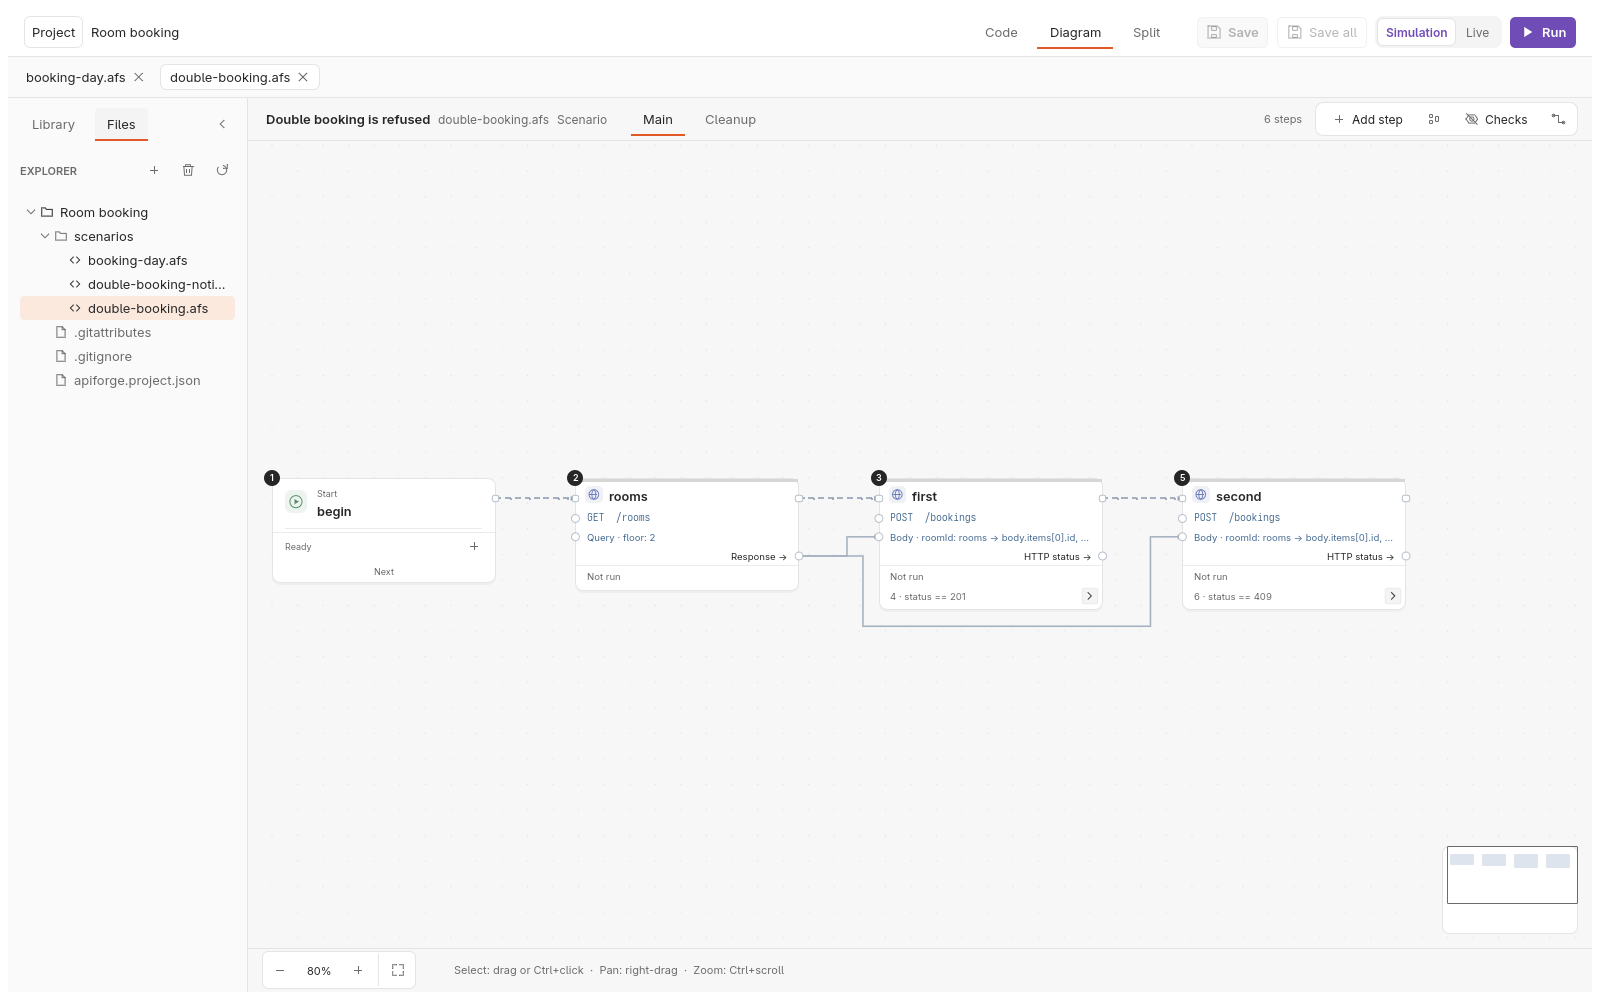 Project Room booking Code Diagram Split Save Save all Simulation Live Run
booking-day.afs double-booking.afs
Library Files
Double booking is refused double-booking.afs Scenario Main Cleanup 6 steps Add step Checks
EXPLORER
Room booking
scenarios
booking-day.afs
double-booking-noti...
double-booking.afs
.gitattributes
.gitignore
apiforge.project.json
1
Start
begin
Ready
Next
2
rooms
GET /rooms
Query · floor: 2
Response →
Not run
3
first
POST /bookings
Body · roomId: rooms → body.items[0].id, ...
HTTP status →
Not run
4 · status == 201
5
second
POST /bookings
Body · roomId: rooms → body.items[0].id, ...
HTTP status →
Not run
6 · status == 409
80% Select: drag or Ctrl+click · Pan: right-drag · Zoom: Ctrl+scroll